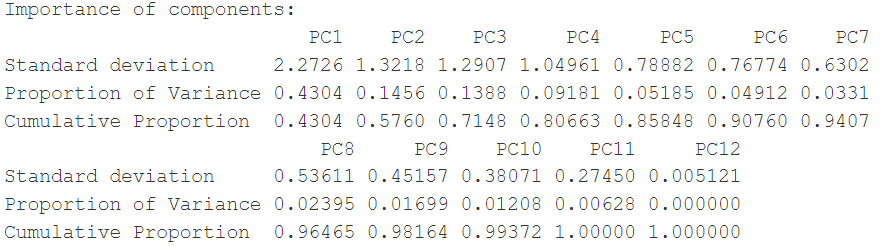 Importance of components:
PC1 PC2 PC3 PC4 PC5 PC6 PC7
Standard deviation 2.2726 1.3218 1.2907 1.04961 0.78882 0.76774 0.6302
Proportion of Variance 0.4304 0.1456 0.1388 0.09181 0.05185 0.04912 0.0331
Cumulative Proportion 0.4304 0.5760 0.7148 0.80663 0.85848 0.90760 0.9407
PC8 PC9 PC10 PC11 PC12
Standard deviation 0.53611 0.45157 0.38071 0.27450 0.005121
Proportion of Variance 0.02395 0.01699 0.01208 0.00628 0.000000
Cumulative Proportion 0.96465 0.98164 0.99372 1.00000 1.000000